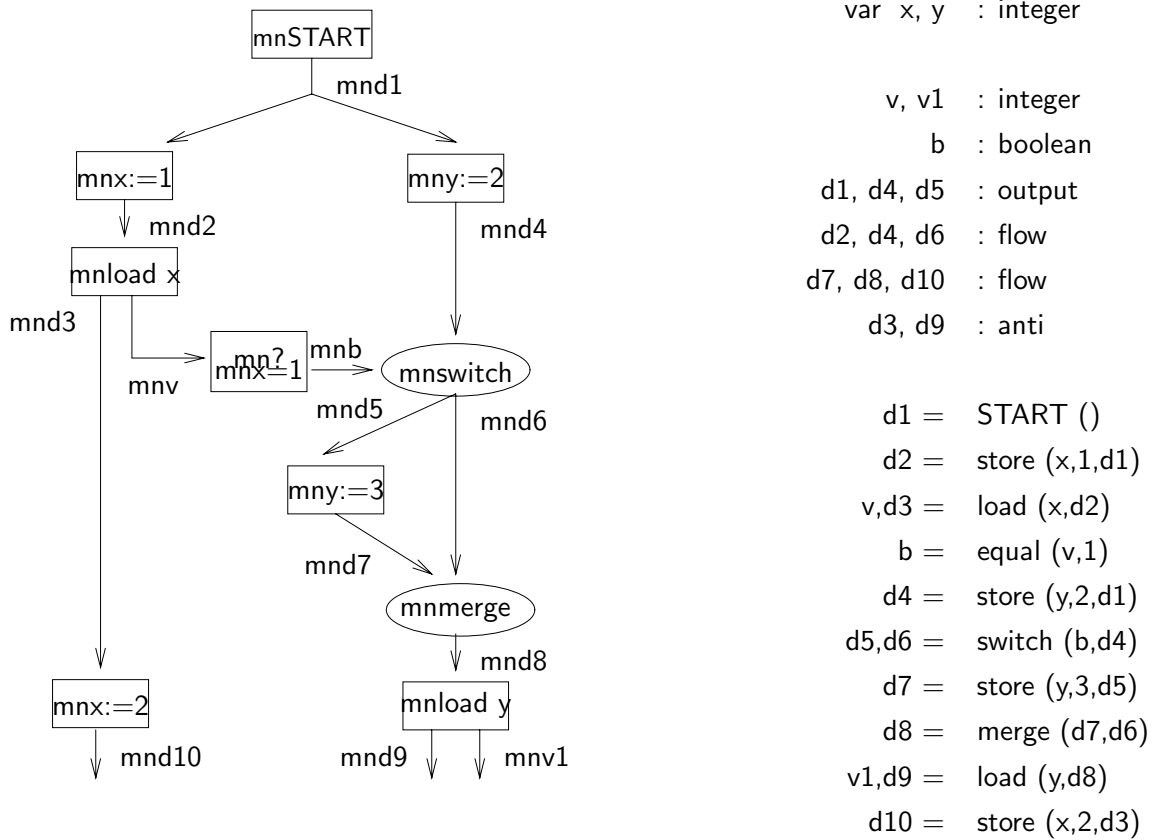 mnSTART
mnd1
mnx:=1
mny:=2
mnd2
mnd4
mnload x
mnd3
mn?
mnx=1
mnb
mnv
mnswitch
mnd5
mnd6
mny:=3
mnd7
mnmerge
mnd8
mnx:=2
mnload y
mnd10
mnd9
mnv1
var x, y : integer
v, v1 : integer
b : boolean
d1, d4, d5 : output
d2, d4, d6 : flow
d7, d8, d10 : flow
d3, d9 : anti
d1 = START ()
d2 = store (x,1,d1)
v,d3 = load (x,d2)
b = equal (v,1)
d4 = store (y,2,d1)
d5,d6 = switch (b,d4)
d7 = store (y,3,d5)
d8 = merge (d7,d6)
v1,d9 = load (y,d8)
d10 = store (x,2,d3)